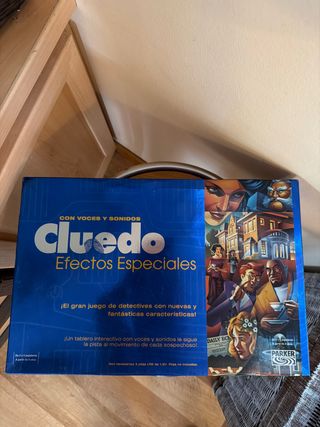 CON VOCES Y SONIDOS
Cluedo
Efectos Especiales
¡El gran juego de detectives con nuevas y
fantásticas características!
¡Un tablero interactivo con voces y sonidos le sigue
la pista al movimiento de cada sospechoso!
PARKER